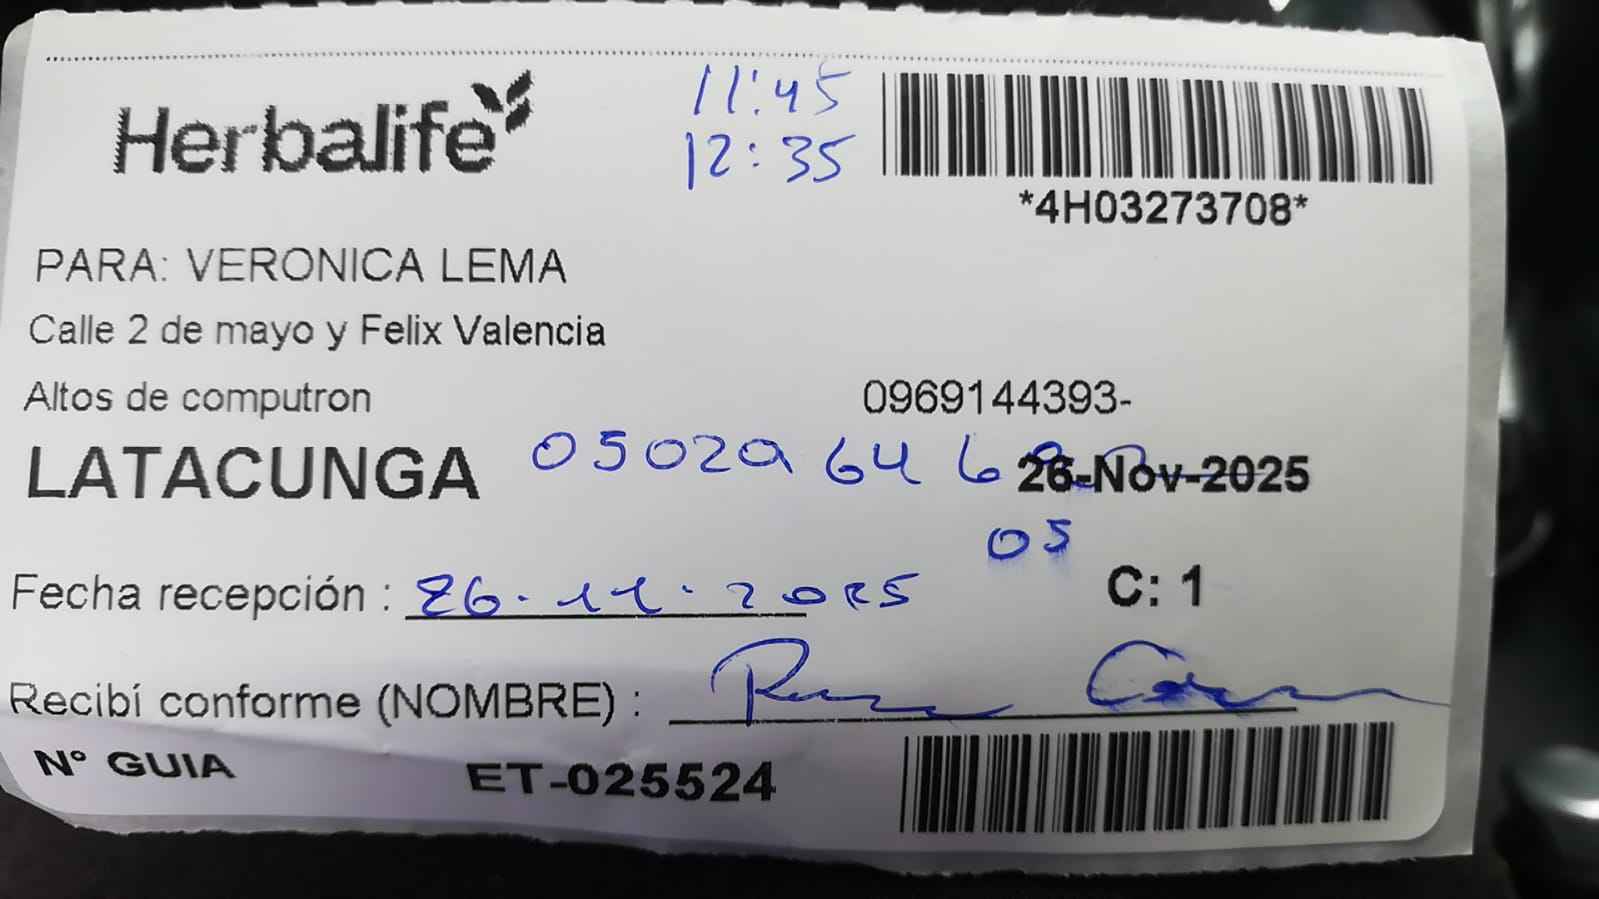 Herbalife
11:45
12:35
*4H03273708*
PARA: VERONICA LEMA
Calle 2 de mayo y Felix Valencia
Altos de computron 0969144393-
LATACUNGA 26-Nov-2025
05
Fecha recepción : 26-11-2025
C: 1
Recibí conforme (NOMBRE) :
N° GUIA ET-025524